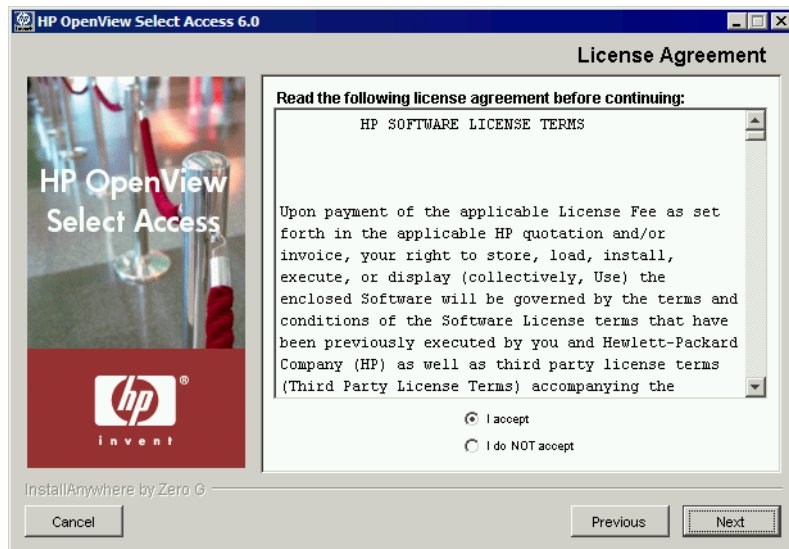 HP OpenView Select Access 6.0
License Agreement
HP OpenView
Select Access
hp
®
invent
Read the following license agreement before continuing:
HP SOFTWARE LICENSE TERMS
Upon payment of the applicable License Fee as set
forth in the applicable HP quotation and/or
invoice, your right to store, load, install,
execute, or display (collectively, Use) the
enclosed Software will be governed by the terms and
conditions of the Software License terms that have
been previously executed by you and Hewlett-Packard
Company (HP) as well as third party license terms
(Third Party License Terms) accompanying the
I accept
I do NOT accept
InstallAnywhere by Zero G
Cancel
Previous
Next